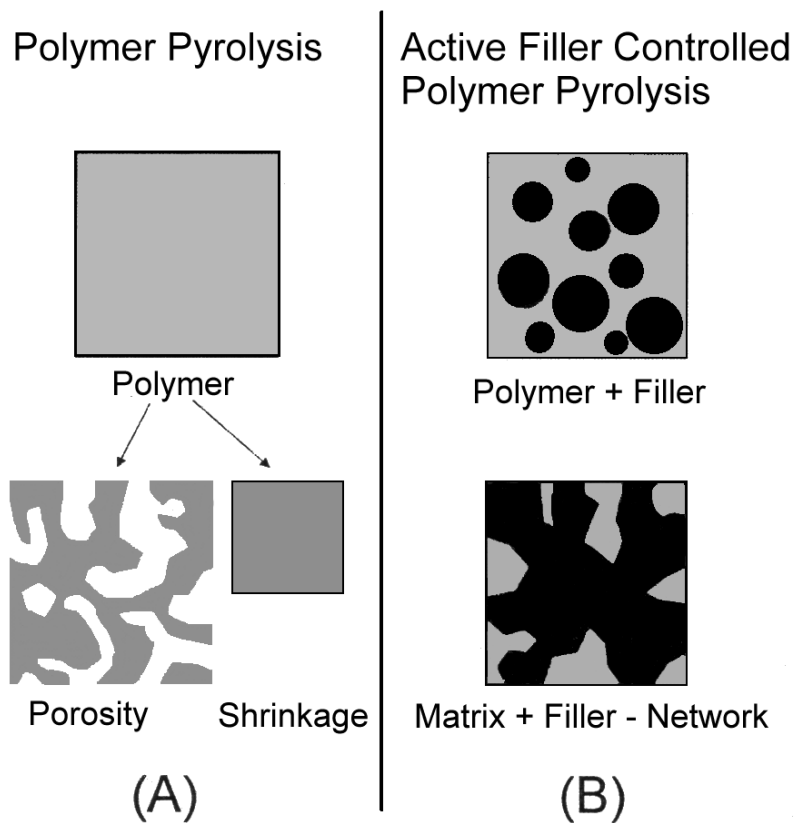 Polymer Pyrolysis
Polymer
Porosity
Shrinkage
(A)
Active Filler Controlled
Polymer Pyrolysis
Polymer + Filler
Matrix + Filler - Network
(B)